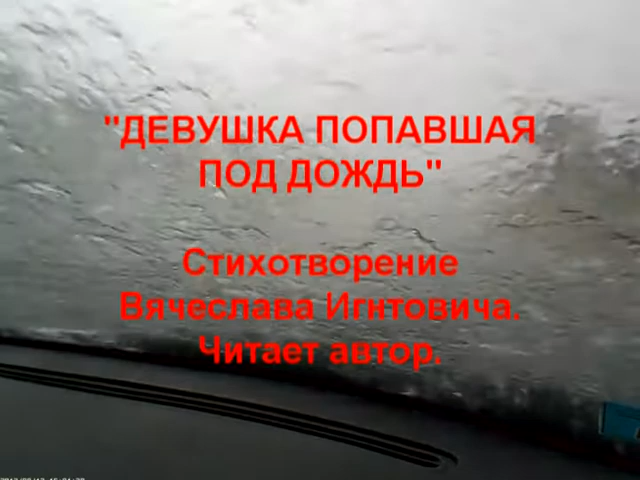 "ДЕВУШКА ПОПАВШАЯ
ПОД ДОЖДЬ"
Стихотворение
Вячеслава Игнтовича.
Читает автор.